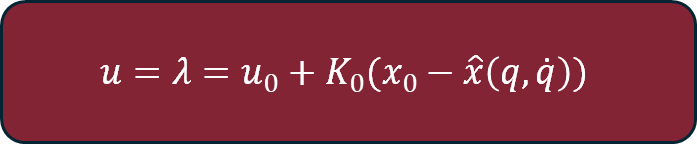 u = λ = u₀ + K₀(x₀ − x̂(q, q̇))